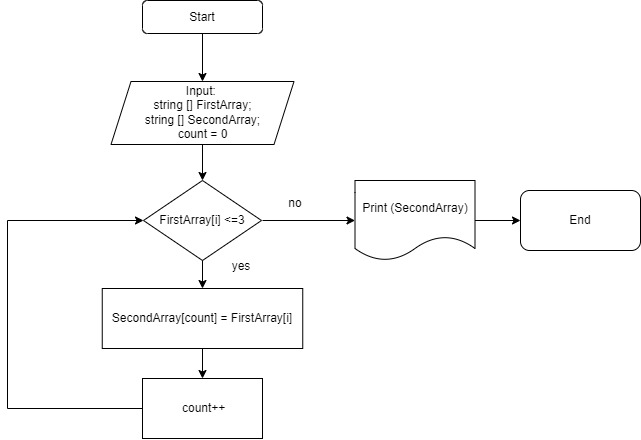 Start
Input:
string [] FirstArray;
string [] SecondArray;
count = 0
FirstArray[i] <=3
no
Print (SecondArray)
End
yes
SecondArray[count] = FirstArray[i]
count++